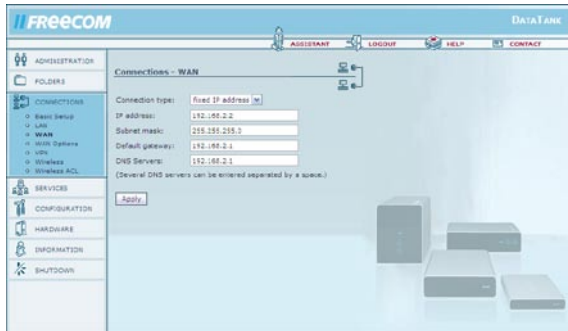 FREECOM
DATATANK
ASSISTANT
LOGOUT
HELP
CONTACT
ADMINISTRATION
FOLDERS
CONNECTIONS
Basic Setup
LAN
WAN
WAN Options
VPN
Wireless
Wireless ACL
SERVICES
CONFIGURATION
HARDWARE
INFORMATION
SHUTDOWN
Connections - WAN
Connection type: fixed IP address
IP address: 192.168.2.2
Subnet mask: 255.255.255.0
Default gateway: 192.168.2.1
DNS Servers: 192.168.2.1
(Several DNS servers can be entered separated by a space.)
Apply